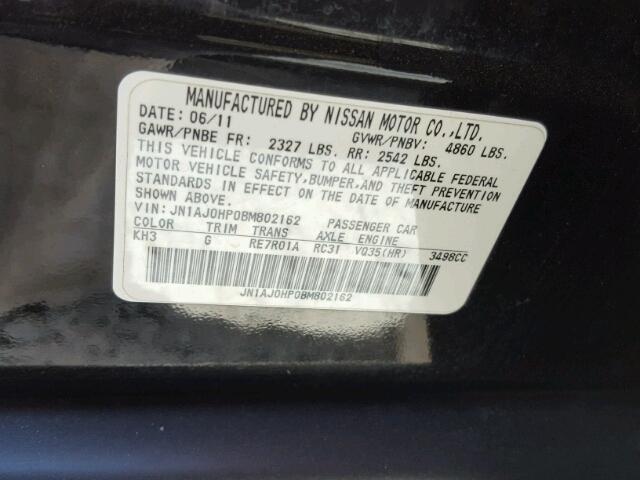 MANUFACTURED BY NISSAN MOTOR CO.,LTD.
DATE: 06/11 GVWR/PNBV: 4860 LBS.
GAWR/PNBE FR: 2327 LBS. RR: 2542 LBS.
THIS VEHICLE CONFORMS TO ALL APPLICABLE FEDERAL
MOTOR VEHICLE SAFETY, BUMPER, AND THEFT PREVENTION
STANDARDS IN EFFECT ON THE DATE OF MANUFACTURE
SHOWN ABOVE.
VIN: JN1AJ0HP0BM802162 PASSENGER CAR
COLOR TRIM TRANS AXLE ENGINE
KH3 G RE7R01A RC31 VQ35(HR) 3498CC
JN1AJ0HP0BM802162